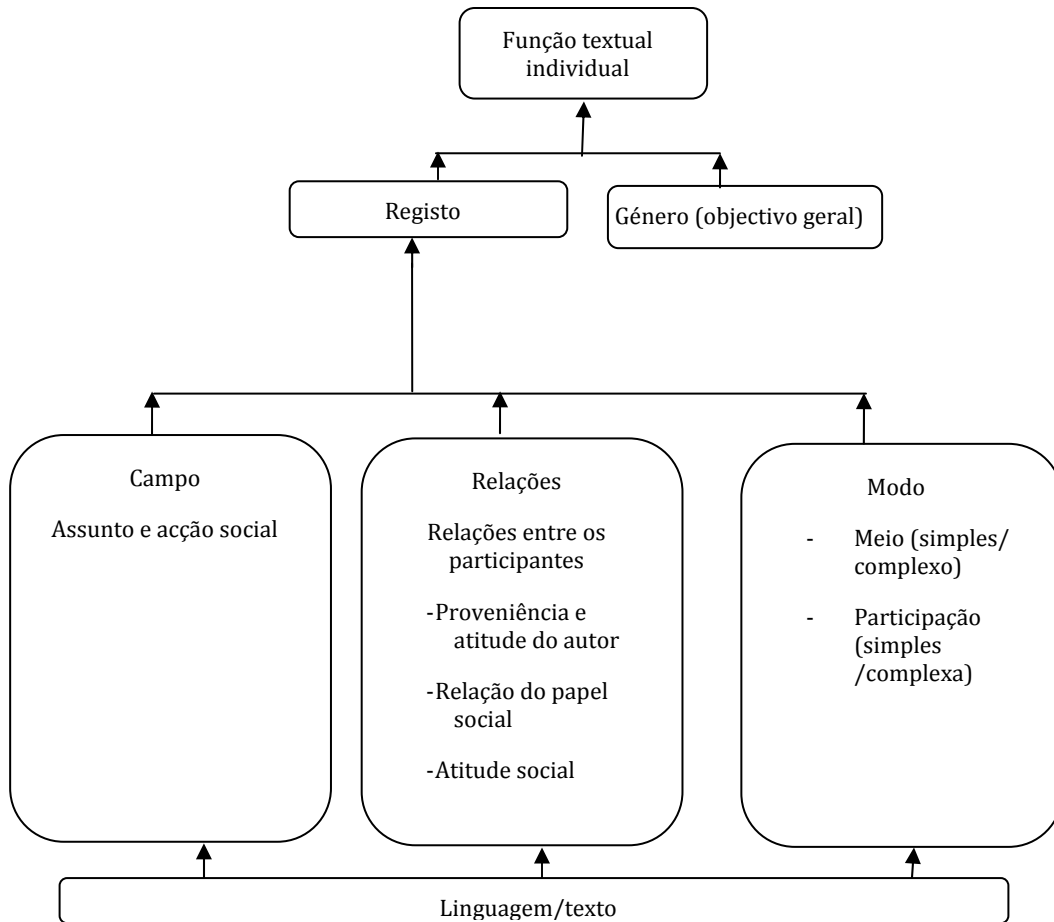 Função textual
individual
Registo
Género (objectivo geral)
Campo
Assunto e acção social
Relações
Relações entre os
participantes
-Proveniência e
atitude do autor
-Relação do papel
social
-Atitude social
Modo
- Meio (simples/
complexo)
- Participação
(simples
/complexa)
Linguagem/texto